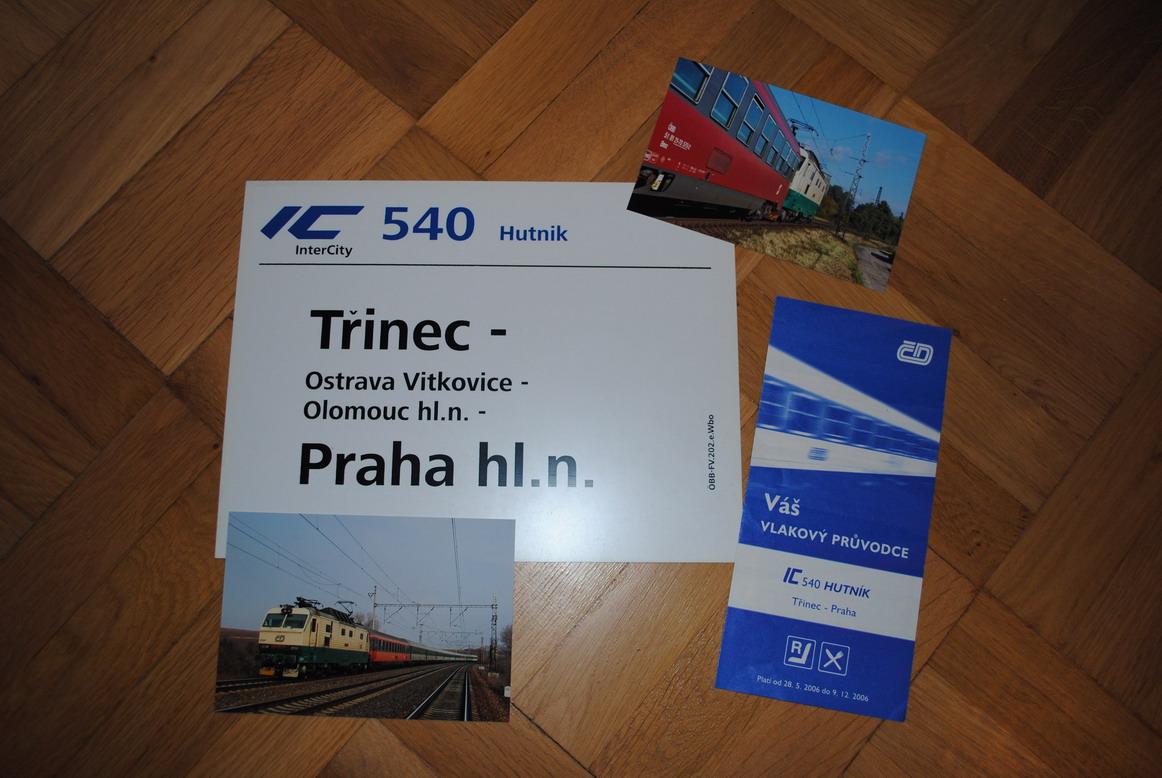 IC 540 Hutnik
InterCity
Třinec -
Ostrava Vitkovice -
Olomouc hl.n. -
Praha hl.n.
ÖBB-FV.202.e.Wbo
ČD
Váš
VLAKOVÝ PRŮVODCE
IC 540 HUTNÍK
Třinec - Praha
R
Platí od 28. 5. 2006 do 9. 12. 2006